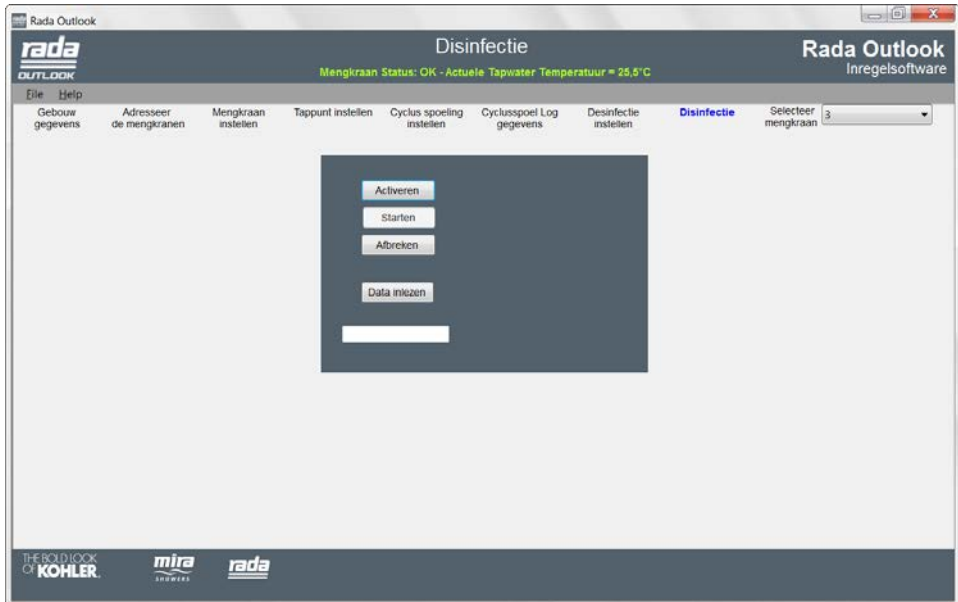 Rada Outlook
rada
OUTLOOK
Disinfectie
Mengkraan Status: OK - Actuele Tapwater Temperatuur = 25,5°C
Rada Outlook
Inregelsoftware
File Help
Gebouw gegevens
Adresseer de mengkranen
Mengkraan instellen
Tappunt instellen
Cyclus spoeling instellen
Cyclusspoel Log gegevens
Desinfectie instellen
Disinfectie
Selecteer mengkraan
3
Activeren
Starten
Afbreken
Data inlezen
THE BOLD LOOK
OF KOHLER.
mira
SHOWERS
rada